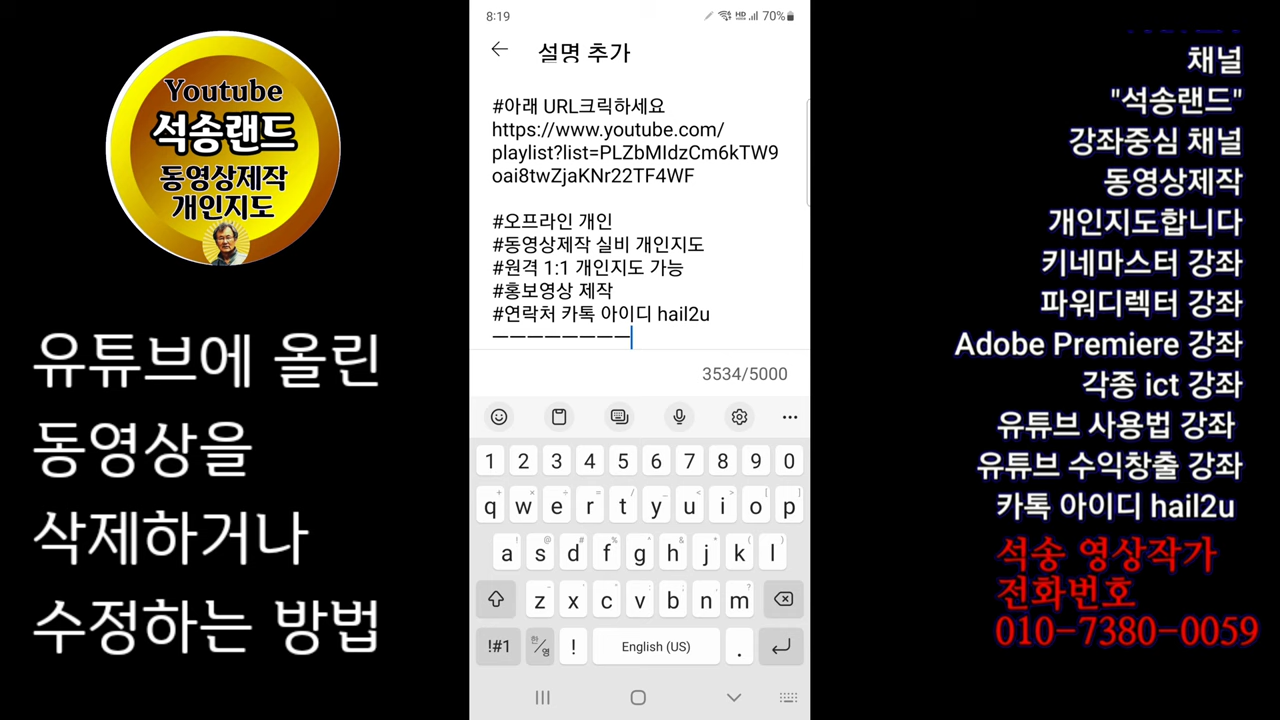 Youtube
석송랜드
동영상제작
개인지도
유튜브에 올린
동영상을
삭제하거나
수정하는 방법
8:19
70%
설명 추가
#아래 URL크릭하세요
https://www.youtube.com/
playlist?list=PLZbMIdzCm6kTW9
oai8twZjaKNr22TF4WF
#오프라인 개인
#동영상제작 실비 개인지도
#원격 1:1 개인지도 가능
#홍보영상 제작
#연락처 카톡 아이디 hail2u
ㅡㅡㅡㅡㅡㅡㅡㅡ
3534/5000
1 2 3 4 5 6 7 8 9 0
q w e r t y u i o p
a s d f g h j k l
z x c v b n m
!#1 한/영 ! English (US) .
채널
"석송랜드"
강좌중심 채널
동영상제작
개인지도합니다
키네마스터 강좌
파워디렉터 강좌
Adobe Premiere 강좌
각종 ict 강좌
유튜브 사용법 강좌
유튜브 수익창출 강좌
카톡 아이디 hail2u
석송 영상작가
전화번호
010-7380-0059